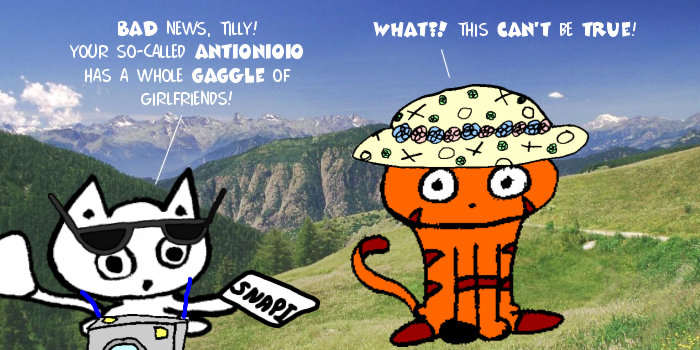 BAD NEWS, TILLY!
YOUR SO-CALLED ANTIONIOIO
HAS A WHOLE GAGGLE OF
GIRLFRIENDS!
WHAT?! THIS CAN'T BE TRUE!
SNAP!